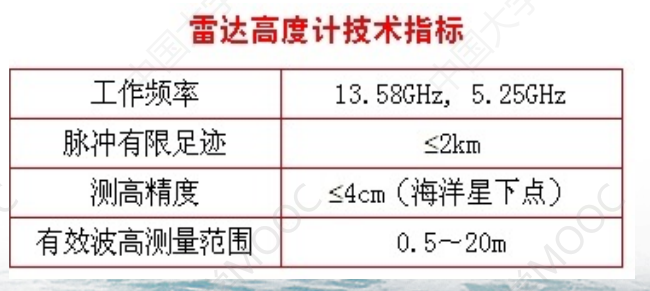 雷达高度计技术指标
工作频率 13.58GHz, 5.25GHz
脉冲有限足迹 ≤2km
测高精度 ≤4cm(海洋星下点)
有效波高测量范围 0.5～20m